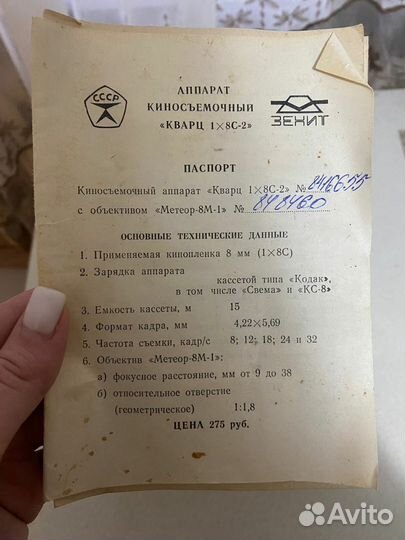 СССР
АППАРАТ
КИНОСЪЕМОЧНЫЙ
«КВАРЦ 1×8С-2»
ЗЕНИТ
ПАСПОРТ
Киносъемочный аппарат «Кварц 1×8С-2» № 8416655
с объективом «Метеор-8М-1» № 848460
ОСНОВНЫЕ ТЕХНИЧЕСКИЕ ДАННЫЕ
1. Применяемая кинопленка 8 мм (1×8С)
2. Зарядка аппарата
кассетой типа «Кодак»,
в том числе «Свема» и «КС-8»
3. Емкость кассеты, м 15
4. Формат кадра, мм 4,22×5,69
5. Частота съемки, кадр/с 8; 12; 18; 24 и 32
6. Объектив «Метеор-8М-1»:
а) фокусное расстояние, мм от 9 до 38
б) относительное отверстие
(геометрическое) 1:1,8
ЦЕНА 275 руб.
Avito